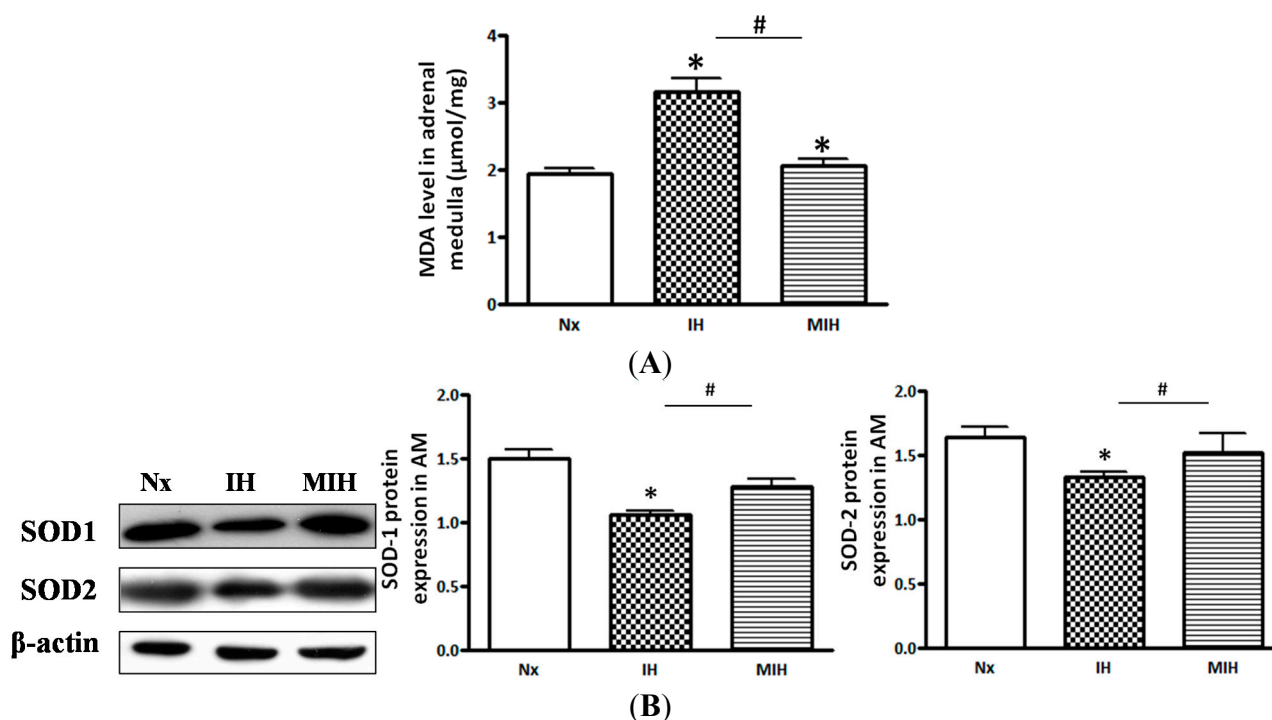 #
4
3
2
1
0
MDA level in adrenal
medulla (μmol/mg)
*
*
Nx
IH
MIH
(A)
Nx IH MIH
SOD1
SOD2
β-actin
#
2.0
1.5
1.0
0.5
0.0
SOD-1 protein
expression in AM
*
Nx
IH
MIH
#
2.0
1.5
1.0
0.5
0.0
SOD-2 protein
expression in AM
*
Nx
IH
MIH
(B)